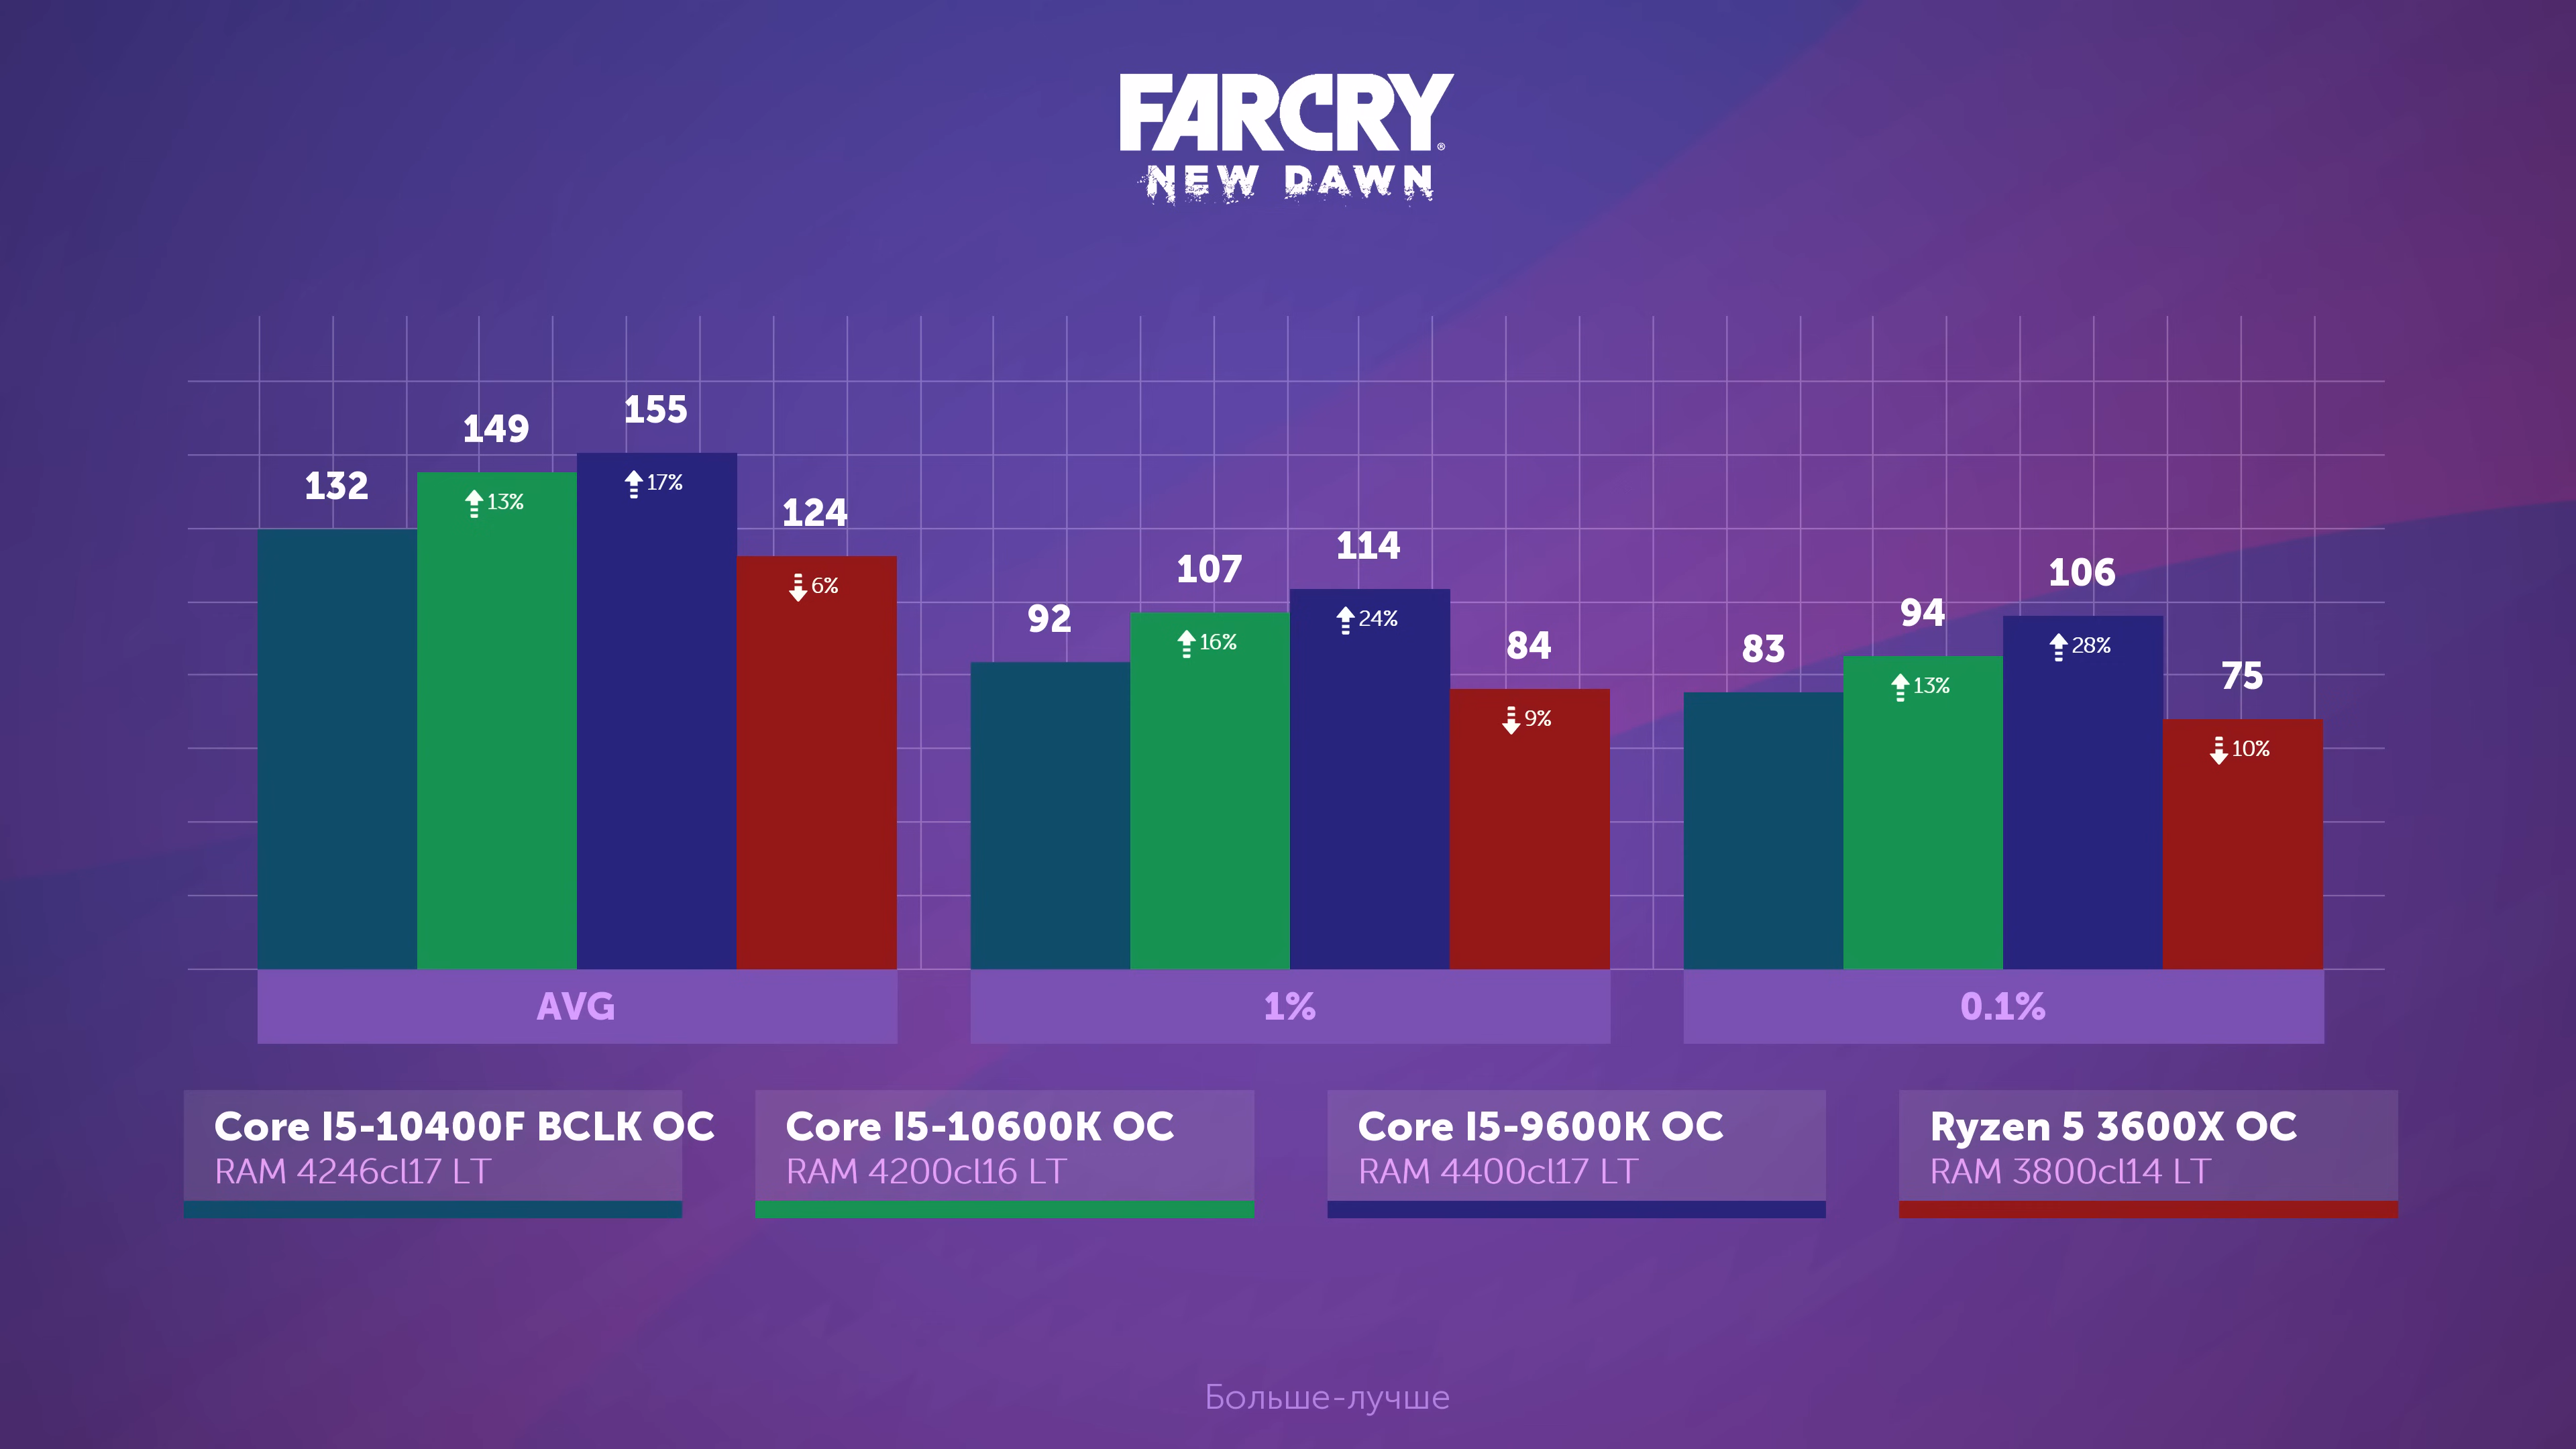 FARCRY®
NEW DAWN
132
149
13%
155
17%
124
6%
92
107
16%
114
24%
84
9%
83
94
13%
106
28%
75
10%
AVG
1%
0.1%
Core I5-10400F BCLK OC
RAM 4246cl17 LT
Core I5-10600K OC
RAM 4200cl16 LT
Core I5-9600K OC
RAM 4400cl17 LT
Ryzen 5 3600X OC
RAM 3800cl14 LT
Больше-лучше